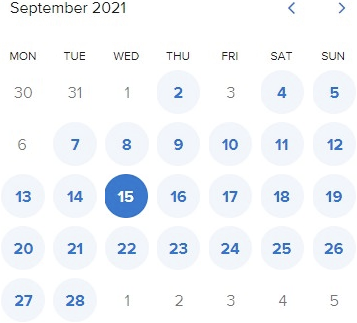 September 2021
MON TUE WED THU FRI SAT SUN
30 31 1 2 3 4 5
6 7 8 9 10 11 12
13 14 15 16 17 18 19
20 21 22 23 24 25 26
27 28 1 2 3 4 5